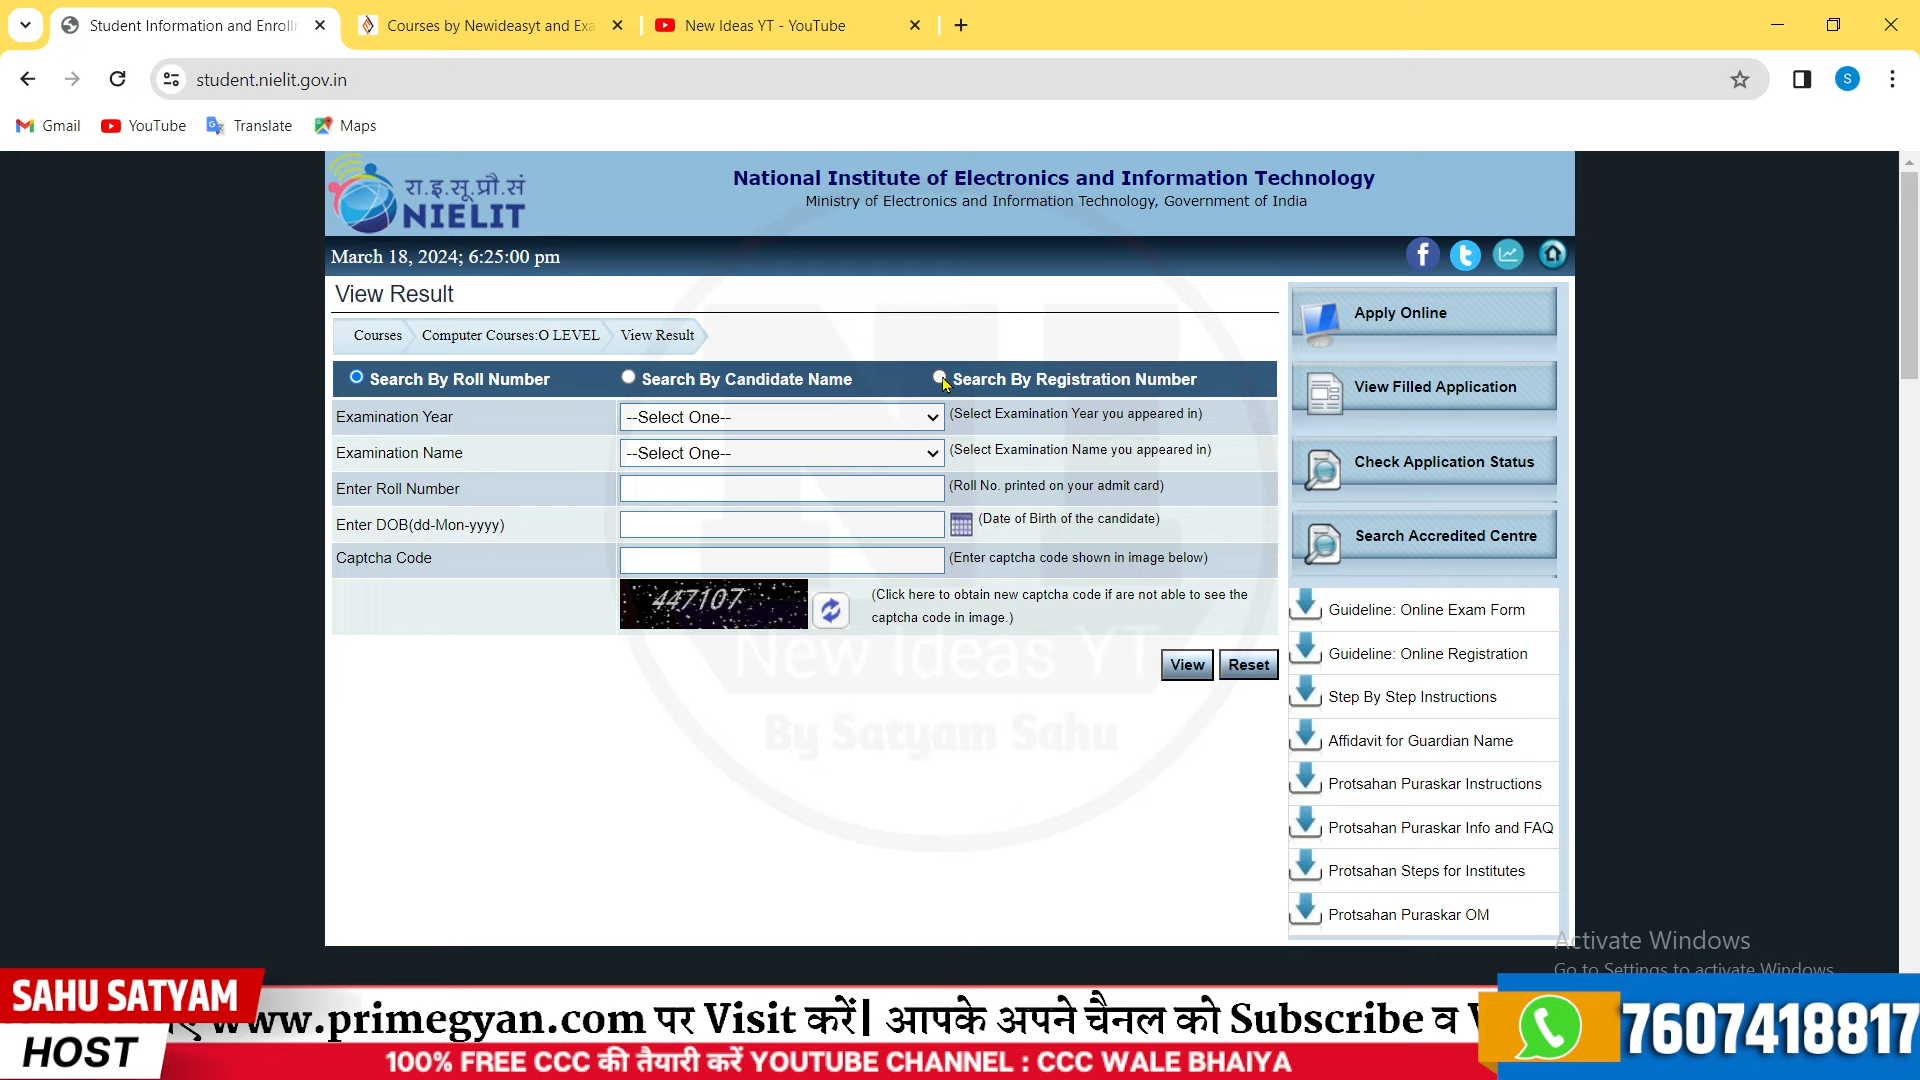 Student Information and Enrolln
Courses by Newideasyt and Exa
New Ideas YT - YouTube
student.nielit.gov.in
S
Gmail
YouTube
Translate
Maps
रा.इ.सू.प्रौ.सं
NIELIT
National Institute of Electronics and Information Technology
Ministry of Electronics and Information Technology, Government of India
March 18, 2024; 6:25:00 pm
View Result
Courses
Computer Courses:O LEVEL
View Result
Search By Roll Number
Search By Candidate Name
Search By Registration Number
Examination Year
--Select One--
(Select Examination Year you appeared in)
Examination Name
--Select One--
(Select Examination Name you appeared in)
Enter Roll Number
(Roll No. printed on your admit card)
Enter DOB(dd-Mon-yyyy)
(Date of Birth of the candidate)
Captcha Code
(Enter captcha code shown in image below)
447107
(Click here to obtain new captcha code if are not able to see the
captcha code in image.)
View
Reset
New Ideas YT
By Satyam Sahu
Apply Online
View Filled Application
Check Application Status
Search Accredited Centre
Guideline: Online Exam Form
Guideline: Online Registration
Step By Step Instructions
Affidavit for Guardian Name
Protsahan Puraskar Instructions
Protsahan Puraskar Info and FAQ
Protsahan Steps for Institutes
Protsahan Puraskar OM
Activate Windows
Go to Settings to activate Windows.
SAHU SATYAM
HOST
www.primegyan.com पर Visit करें| आपके अपने चैनल को Subscribe व
100% FREE CCC की तैयारी करें YOUTUBE CHANNEL : CCC WALE BHAIYA
7607418817